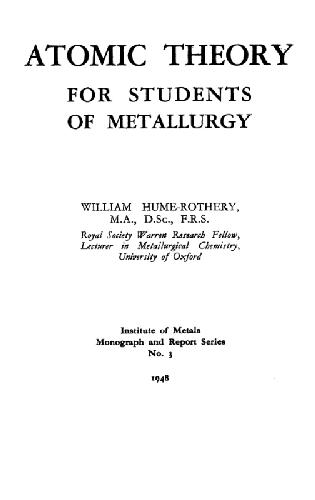 ATOMIC THEORY
FOR STUDENTS
OF METALLURGY
WILLIAM HUME-ROTHERY,
M.A., D.Sc., F.R.S.
Royal Society Warren Research Fellow,
Lecturer in Metallurgical Chemistry,
University of Oxford
Institute of Metals
Monograph and Report Series
No. 3
1948